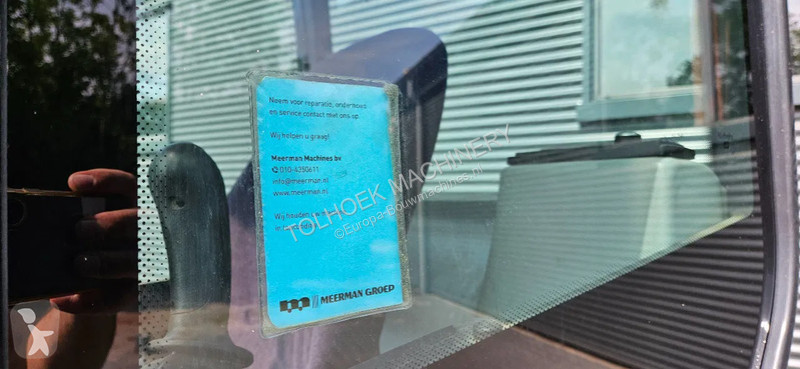 Neem voor reparatie, onderhoud
en service contact met ons op.
Wij helpen u graag!
Meerman Machines bv
010-4290611
info@meerman.nl
www.meerman.nl
Wij houden
MEERMAN GROEP
TOLHOEK MACHINERY
©Europa-Bouwmachines.nl